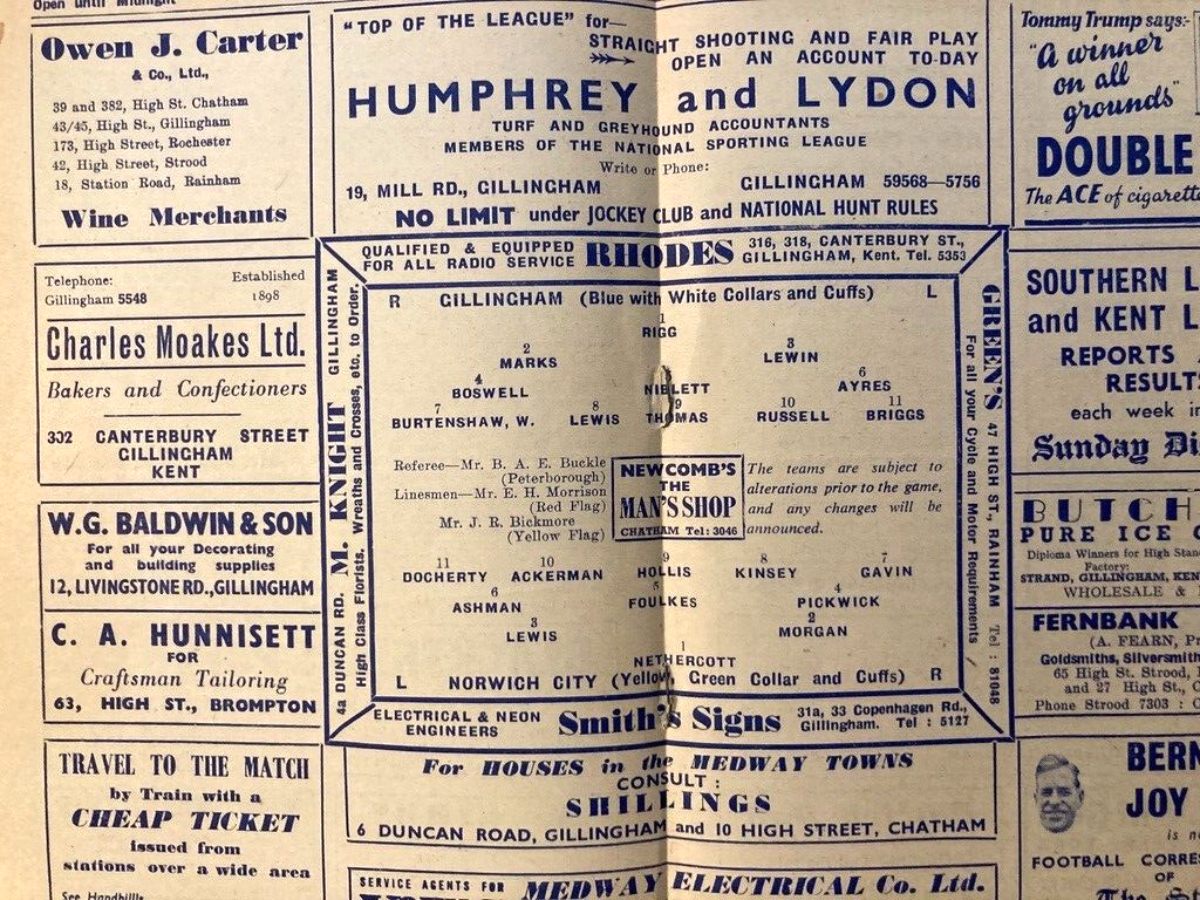 Open until Midnight
Owen J. Carter
& Co., Ltd.,
39 and 382, High St. Chatham
43/45, High St., Gillingham
173, High Street, Rochester
42, High Street, Strood
18, Station Road, Rainham
Wine Merchants
"TOP OF THE LEAGUE" for—
STRAIGHT SHOOTING AND FAIR PLAY
OPEN AN ACCOUNT TO-DAY
HUMPHREY and LYDON
TURF AND GREYHOUND ACCOUNTANTS
MEMBERS OF THE NATIONAL SPORTING LEAGUE
Write or Phone:
19, MILL RD., GILLINGHAM GILLINGHAM 59568—5756
NO LIMIT under JOCKEY CLUB and NATIONAL HUNT RULES
Tommy Trump says:-
"A winner
on all
grounds"
DOUBLE
The ACE of
Telephone: Established
Gillingham 5548 1898
Charles Moakes Ltd.
Bakers and Confectioners
302 CANTERBURY STREET
GILLINGHAM
KENT
W.G. BALDWIN & SON
For all your Decorating
and building supplies
12, LIVINGSTONE RD., GILLINGHAM
C. A. HUNNISETT
FOR
Craftsman Tailoring
63, HIGH ST., BROMPTON
TRAVEL TO THE MATCH
by Train with a
CHEAP TICKET
issued from
stations over a wide area
See Handbills
QUALIFIED & EQUIPPED
FOR ALL RADIO SERVICE
RHODES
316, 318, CANTERBURY ST.,
GILLINGHAM, Kent. Tel. 5353
4a DUNCAN RD. M. KNIGHT GILLINGHAM
High Class Florists. Wreaths and Crosses, etc. to Order.
R GILLINGHAM (Blue with White Collars and Cuffs) L
1
RIGG
2 3
MARKS LEWIN
4 6
BOSWELL NIBLETT AYRES
7 8 9 10 11
BURTENSHAW, W. LEWIS THOMAS RUSSELL BRIGGS
Referee—Mr. B. A. E. Buckle
(Peterborough)
Linesmen—Mr. E. H. Morrison
(Red Flag)
Mr. J. R. Bickmore
(Yellow Flag)
NEWCOMB'S
THE
MAN'S SHOP
CHATHAM Tel: 3046
The teams are subject to
alterations prior to the game,
and any changes will be
announced.
11 10 9 8 7
DOCHERTY ACKERMAN HOLLIS KINSEY GAVIN
6 5 4
ASHMAN FOULKES PICKWICK
3 2
LEWIS MORGAN
1
NETHERCOTT
L NORWICH CITY (Yellow, Green Collar and Cuffs) R
GREEN'S 47 HIGH ST., RAINHAM Tel : 81048
For all your Cycle and Motor Requirements
ELECTRICAL & NEON
ENGINEERS
Smith's Signs
31a, 33 Copenhagen Rd.,
Gillingham. Tel : 5127
For HOUSES in the MEDWAY TOWNS
CONSULT :
SHILLINGS
6 DUNCAN ROAD, GILLINGHAM and 10 HIGH STREET, CHATHAM
SERVICE AGENTS FOR MEDWAY ELECTRICAL Co. Ltd.
SOUTHERN L
and KENT L
REPORTS
RESULTS
each week in
Sunday Di
BUTCH
PURE ICE C
Diploma Winners for High Stan
Factory:
STRAND, GILLINGHAM, KEN
WHOLESALE &
FERNBANK
(A. FEARN, Pr
Goldsmiths, Silversmith
65 High St. Strood,
and 27 High St., C
Phone Strood 7303 : C
BERN
JOY
is n
FOOTBALL CORRES
OF
The St